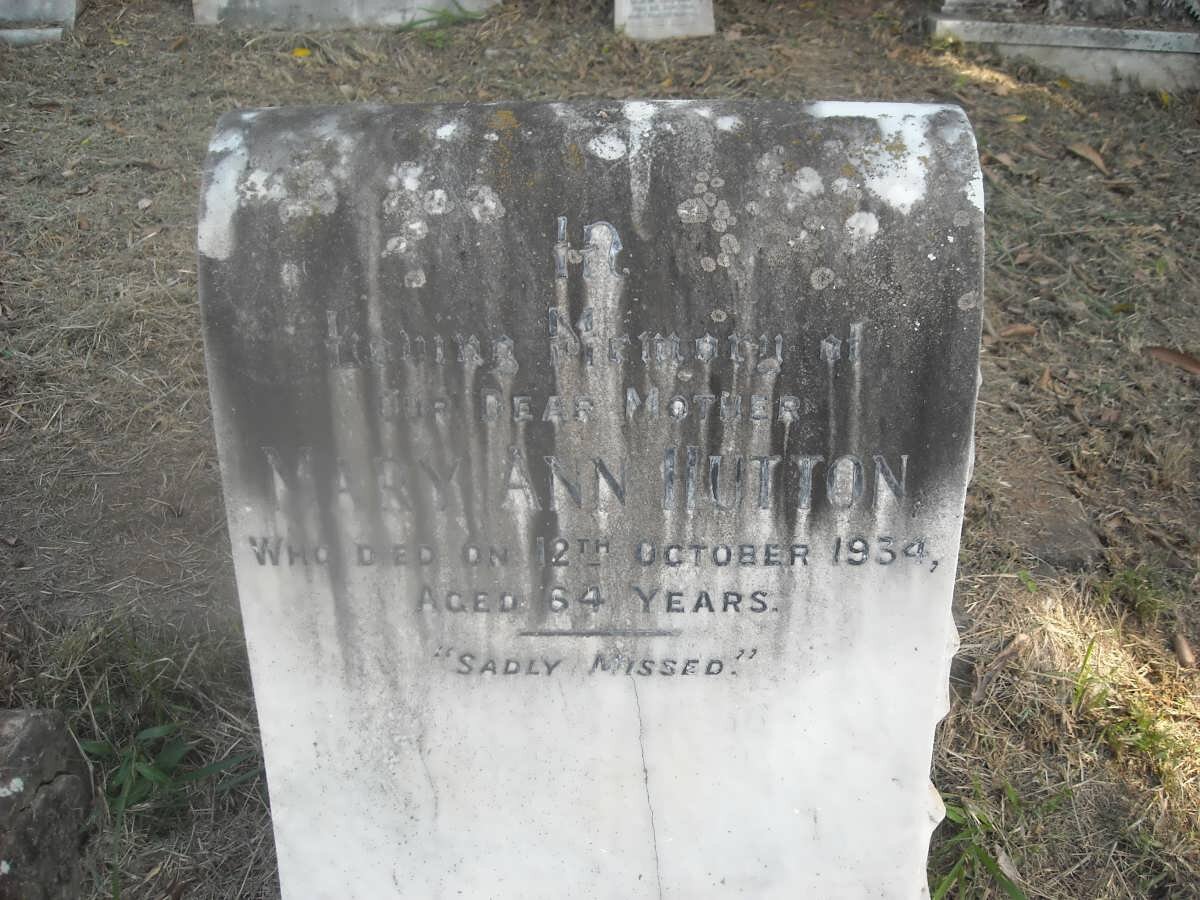 In
Loving Memory of
Our Dear Mother
Mary Ann Hutton
Who died on 12th October 1934,
Aged 64 Years.
"Sadly Missed."